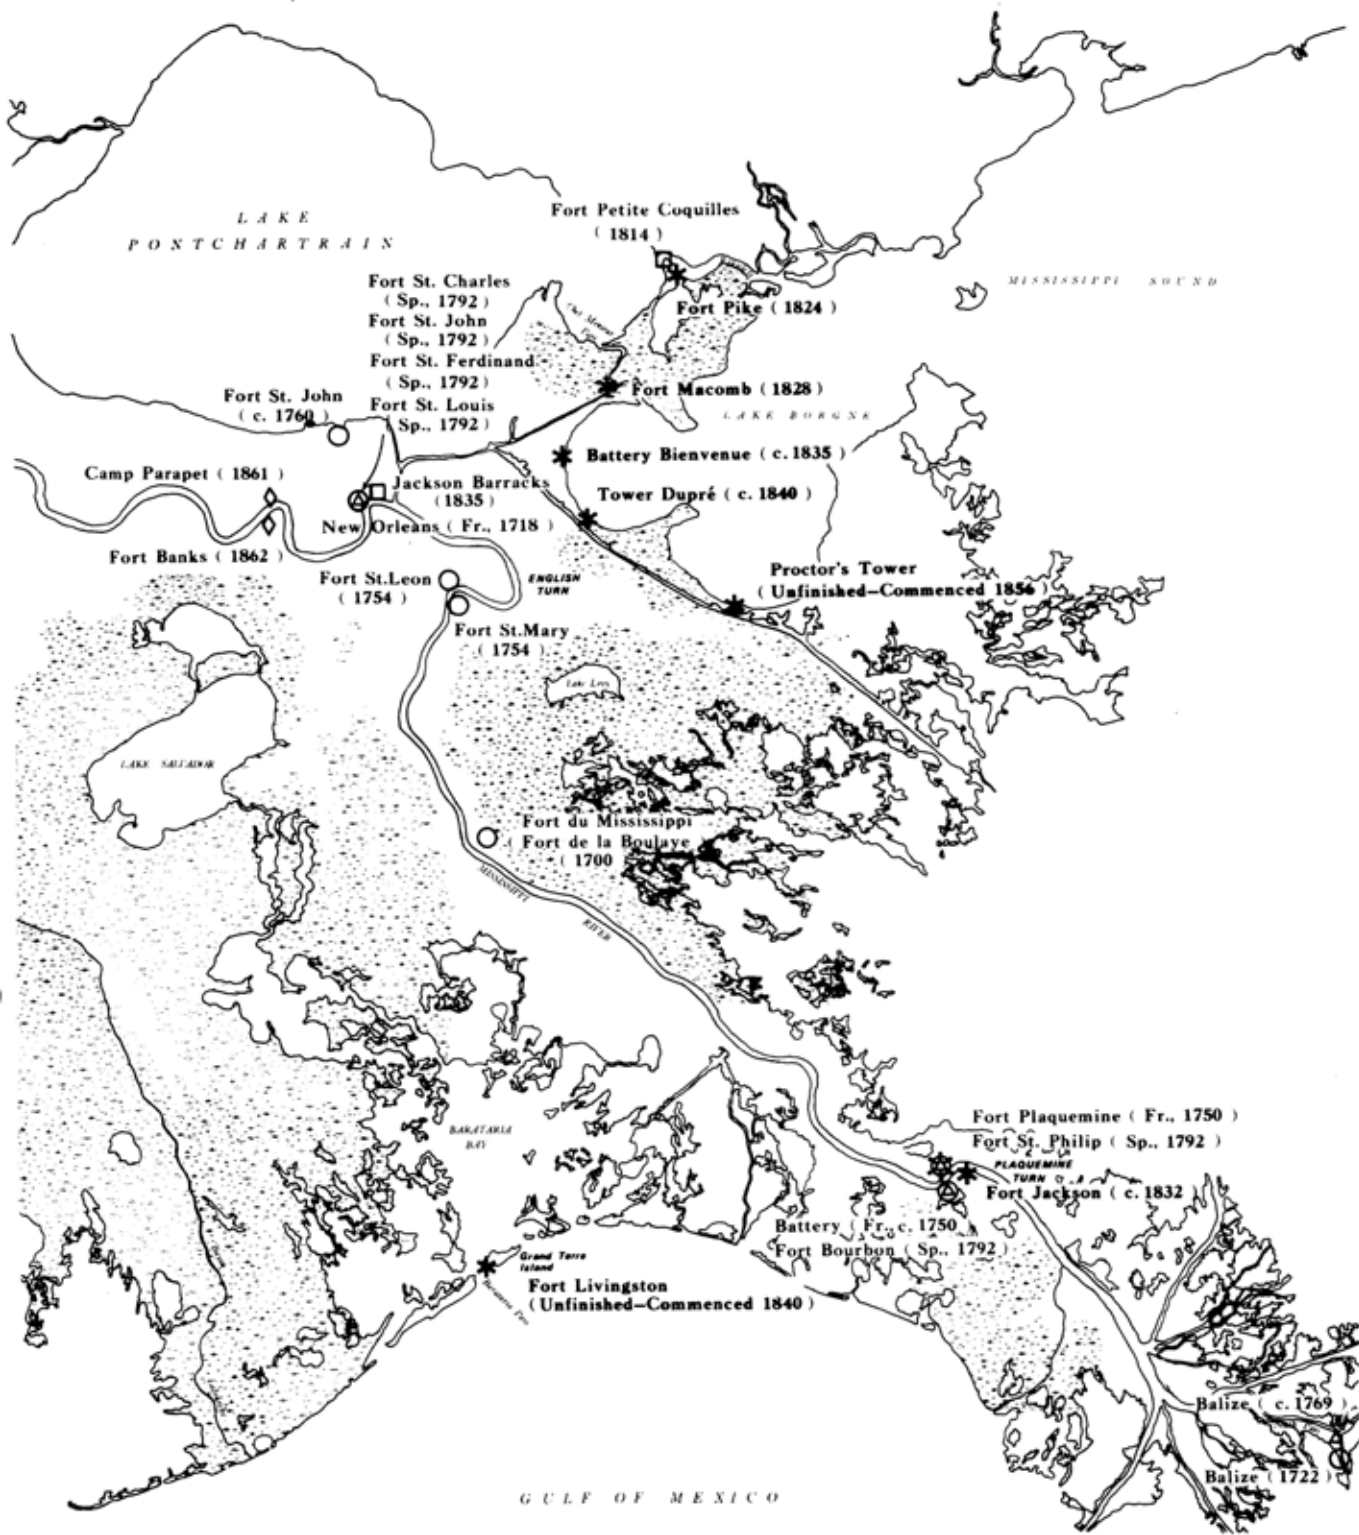 LAKE
PONTCHARTRAIN
Fort Petite Coquilles
( 1814 )
MISSISSIPPI SOUND
Fort St. Charles
( Sp., 1792 )
Fort St. John
( Sp., 1792 )
Fort St. Ferdinand
( Sp., 1792 )
Fort St. Louis
Sp., 1792 )
Fort Pike ( 1824 )
Fort Macomb ( 1828 )
LAKE BORGNE
Fort St. John
( c. 1760 )
Battery Bienvenue ( c. 1835 )
Camp Parapet ( 1861 )
Jackson Barracks
(1835)
Tower Dupré ( c. 1840 )
New Orleans ( Fr., 1718 )
Fort Banks ( 1862 )
Fort St.Leon
( 1754 )
ENGLISH
TURN
Proctor's Tower
( Unfinished—Commenced 1856 )
Fort St.Mary
( 1754 )
LAKE SALVADOR
Fort du Mississippi
( Fort de la Boulaye )
( 1700
MISSISSIPPI
RIVER
BARATARIA
BAY
Fort Plaquemine ( Fr., 1750 )
Fort St. Philip ( Sp., 1792 )
PLAQUEMINE
TURN
Fort Jackson ( c. 1832
Battery ( Fr., c. 1750
Fort Bourbon ( Sp., 1792 )
Grand Terre
Island
Fort Livingston
( Unfinished—Commenced 1840 )
Balize ( c. 1769 )
Balize ( 1722 )
GULF OF MEXICO